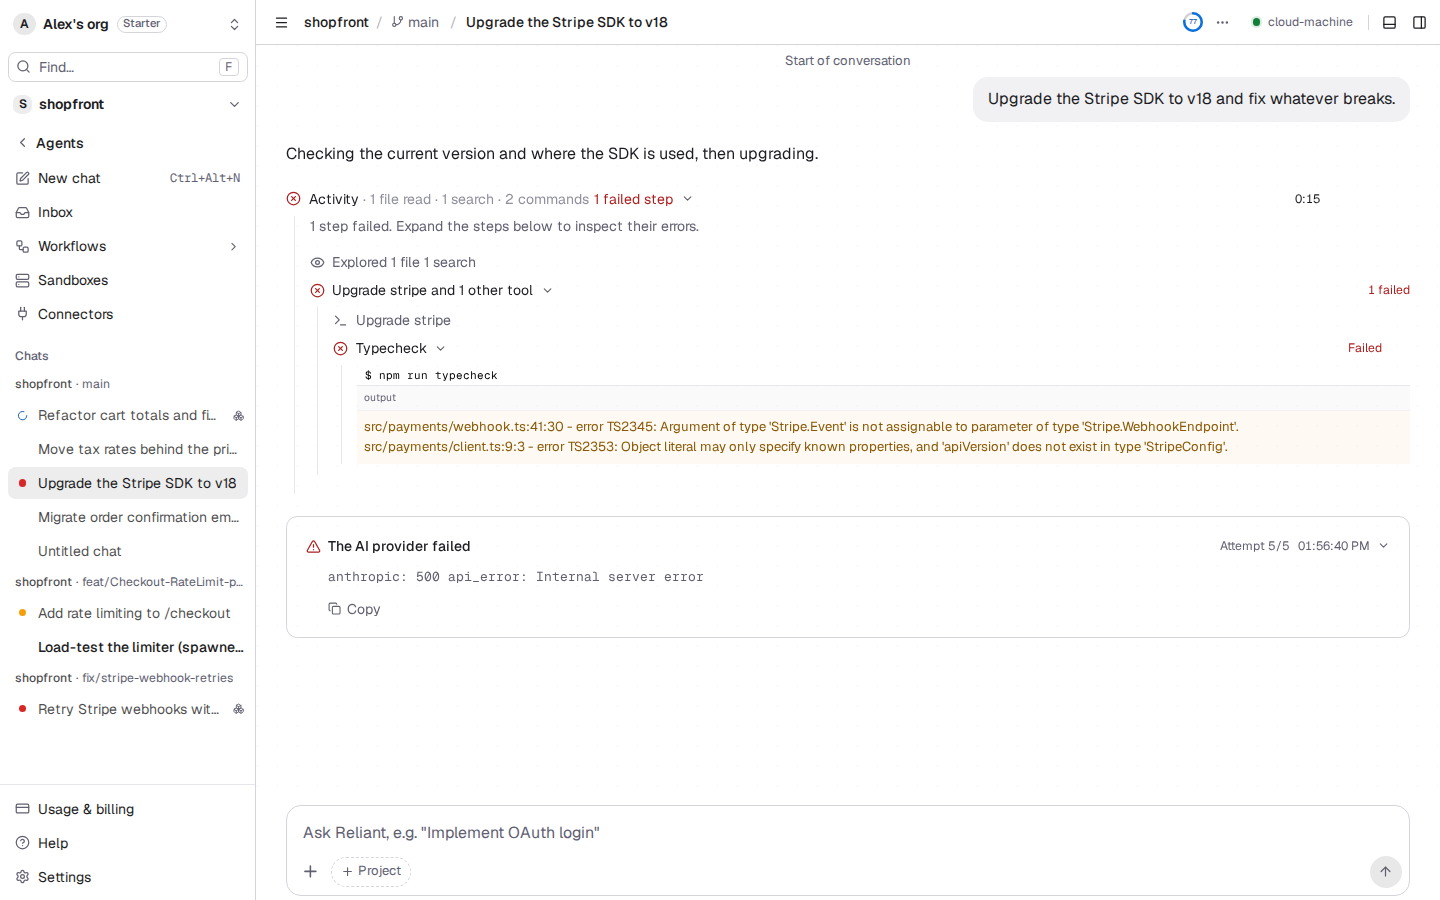 A Alex's org Starter
Find... F
S shopfront
Agents
New chat Ctrl+Alt+N
Inbox
Workflows
Sandboxes
Connectors
Chats
shopfront · main
Refactor cart totals and fi...
Move tax rates behind the pri...
Upgrade the Stripe SDK to v18
Migrate order confirmation em...
Untitled chat
shopfront · feat/Checkout-RateLimit-p...
Add rate limiting to /checkout
Load-test the limiter (spawne...
shopfront · fix/stripe-webhook-retries
Retry Stripe webhooks wit...
Usage & billing
Help
Settings
shopfront / main / Upgrade the Stripe SDK to v18
77 ... cloud-machine
Start of conversation
Upgrade the Stripe SDK to v18 and fix whatever breaks.
Checking the current version and where the SDK is used, then upgrading.
Activity · 1 file read · 1 search · 2 commands 1 failed step 0:15
1 step failed. Expand the steps below to inspect their errors.
Explored 1 file 1 search
Upgrade stripe and 1 other tool 1 failed
Upgrade stripe
Typecheck Failed
$ npm run typecheck
output
src/payments/webhook.ts:41:30 - error TS2345: Argument of type 'Stripe.Event' is not assignable to parameter of type 'Stripe.WebhookEndpoint'.
src/payments/client.ts:9:3 - error TS2353: Object literal may only specify known properties, and 'apiVersion' does not exist in type 'StripeConfig'.
The AI provider failed Attempt 5/5 01:56:40 PM
anthropic: 500 api_error: Internal server error
Copy
Ask Reliant, e.g. "Implement OAuth login"
+ Project